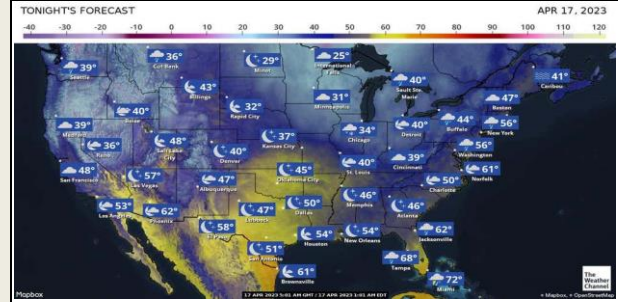 TONIGHT'S FORECAST
APR 17, 2023
-40 -30 -20 -10 0 10 20 30 40 50 60 70 80 90 100 110 120
39°
Seattle
36°
Cut Bank
29°
Minot
25°
International Falls
43°
Billings
32°
Rapid City
31°
Minneapolis
40°
Sault Ste. Marie
41°
Caribou
39°
Medford
40°
Boise
36°
Reno
48°
Salt Lake City
40°
Denver
37°
Kansas City
34°
Chicago
40°
Detroit
44°
Buffalo
47°
Boston
56°
New York
48°
San Francisco
57°
Las Vegas
47°
Albuquerque
45°
Oklahoma City
40°
St. Louis
39°
Cincinnati
56°
Washington
61°
Norfolk
50°
Charlotte
53°
Los Angeles
62°
Phoenix
58°
El Paso
47°
Lubbock
50°
Dallas
46°
Memphis
46°
Atlanta
51°
San Antonio
54°
Houston
54°
New Orleans
62°
Jacksonville
61°
Brownsville
68°
Tampa
72°
Miami
The
Weather
Channel
Mapbox
17 APR 2023 5:01 AM GMT / 17 APR 2023 1:01 AM EDT
© Mapbox, © OpenStreetMap